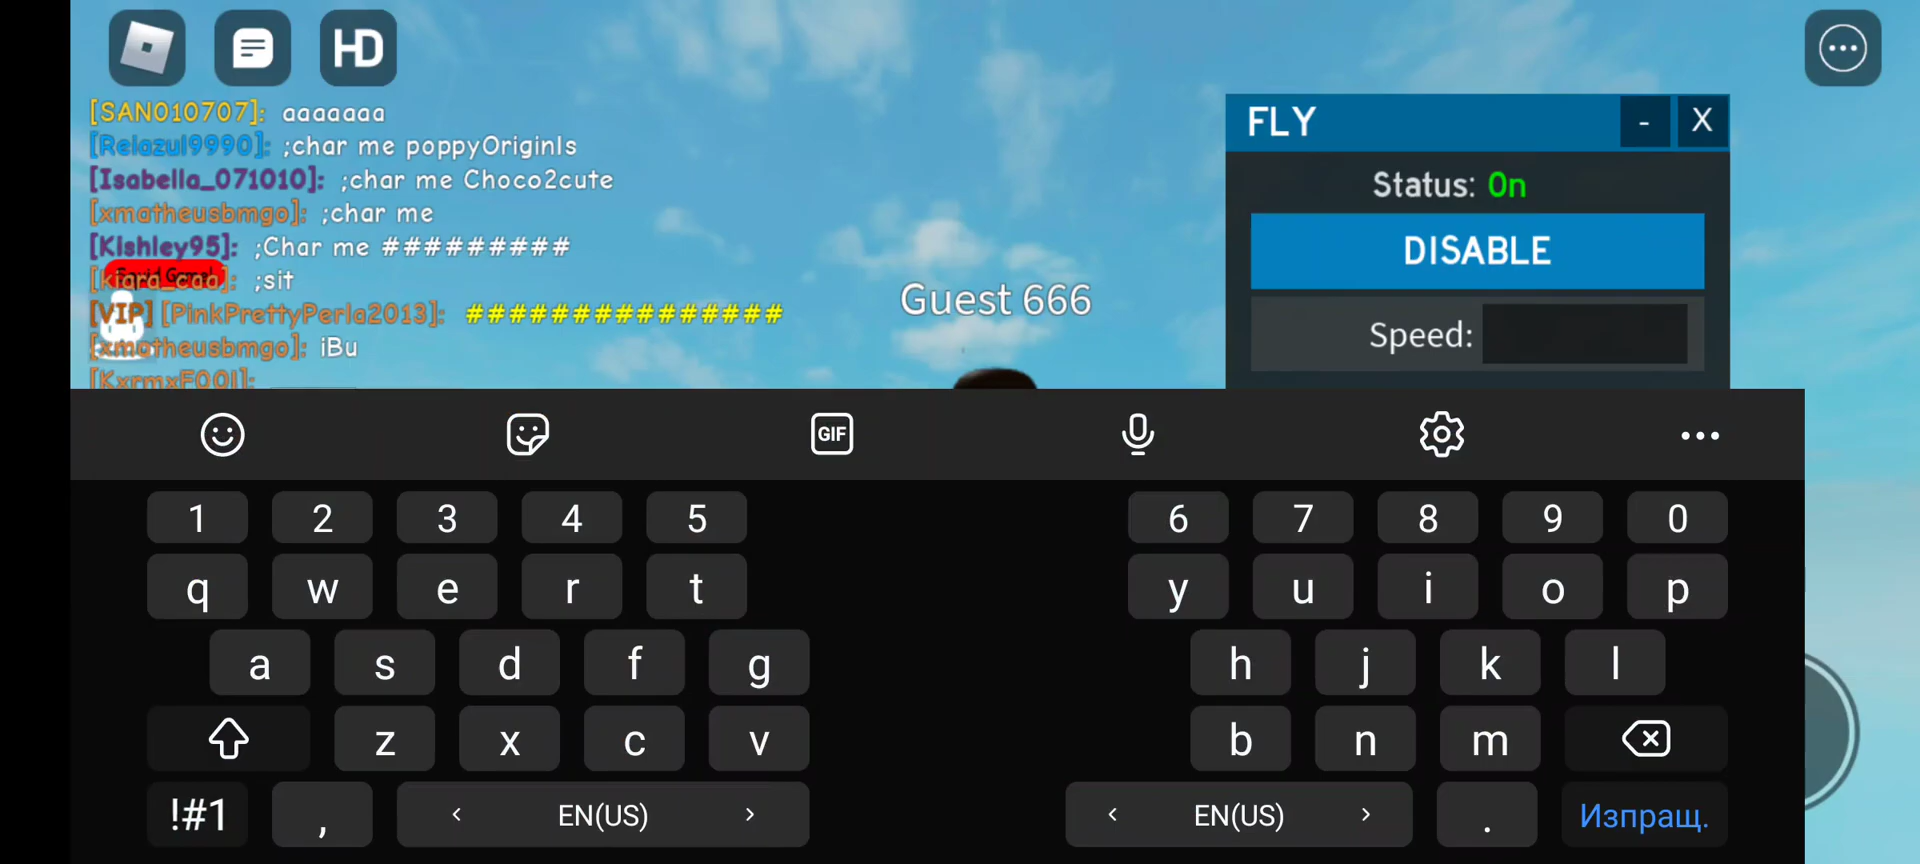 HD
[SAN010707]: aaaaaaa
[Relazul9990]: ;char me poppyOriginls
[Isabella_071010]: ;char me Choco2cute
[xmatheusbmgo]: ;char me
[Kishley95]: ;Char me #########
[kiara_caa]: ;sit
[VIP] [PinkPrettyPerla2013]: ###############
[xmatheusbmgo]: iBu
[KxrmxF00l]:
Guest 666
FLY - X
Status: On
DISABLE
Speed:
GIF
1 2 3 4 5 6 7 8 9 0
q w e r t y u i o p
a s d f g h j k l
z x c v b n m
!#1 , < EN(US) > < EN(US) > . Изпращ.